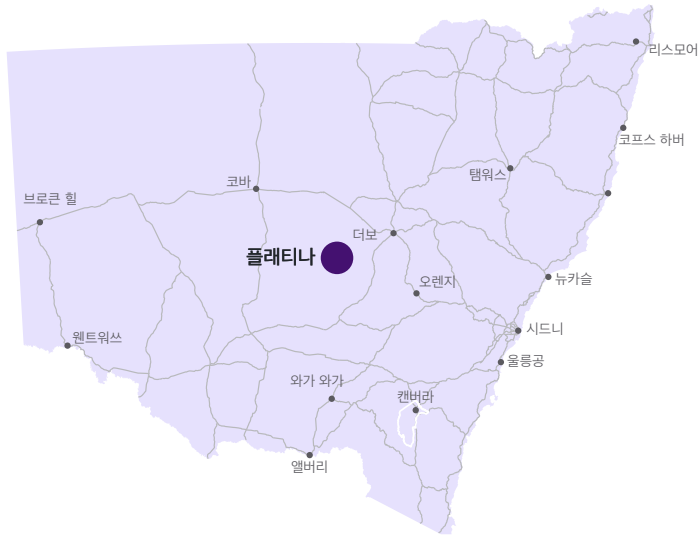 리스모어
코프스 하버
탬워스
코바
브로큰 힐
더보
플래티나
오렌지
뉴카슬
시드니
웬트워쓰
울릉공
와가 와가
캔버라
앨버리